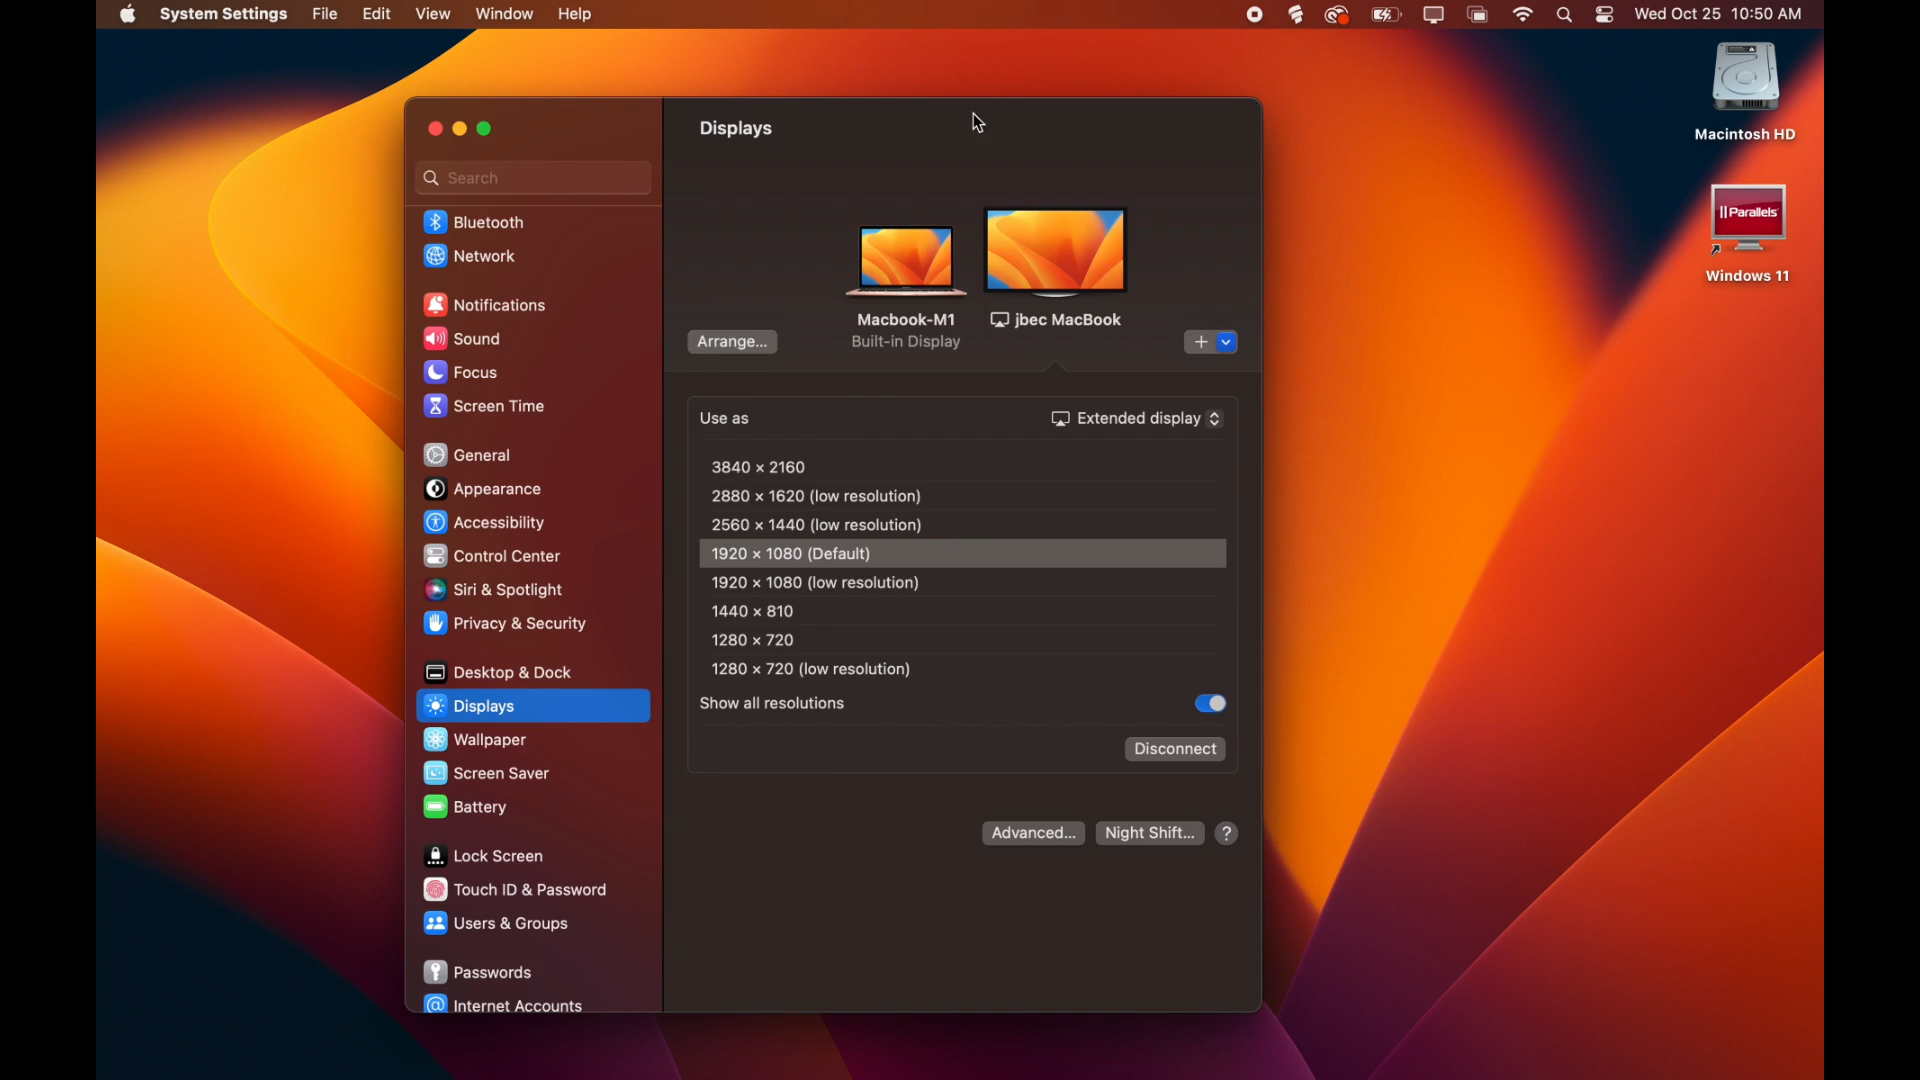 System Settings File Edit View Window Help Wed Oct 25 10:50 AM
Macintosh HD
|| Parallels
Windows 11
Search
Bluetooth
Network
Notifications
Sound
Focus
Screen Time
General
Appearance
Accessibility
Control Center
Siri & Spotlight
Privacy & Security
Desktop & Dock
Displays
Wallpaper
Screen Saver
Battery
Lock Screen
Touch ID & Password
Users & Groups
Passwords
Internet Accounts
Displays
Macbook-M1
Built-in Display
jbec MacBook
Arrange...
+
Use as Extended display
3840 × 2160
2880 × 1620 (low resolution)
2560 × 1440 (low resolution)
1920 × 1080 (Default)
1920 × 1080 (low resolution)
1440 × 810
1280 × 720
1280 × 720 (low resolution)
Show all resolutions
Disconnect
Advanced... Night Shift... ?